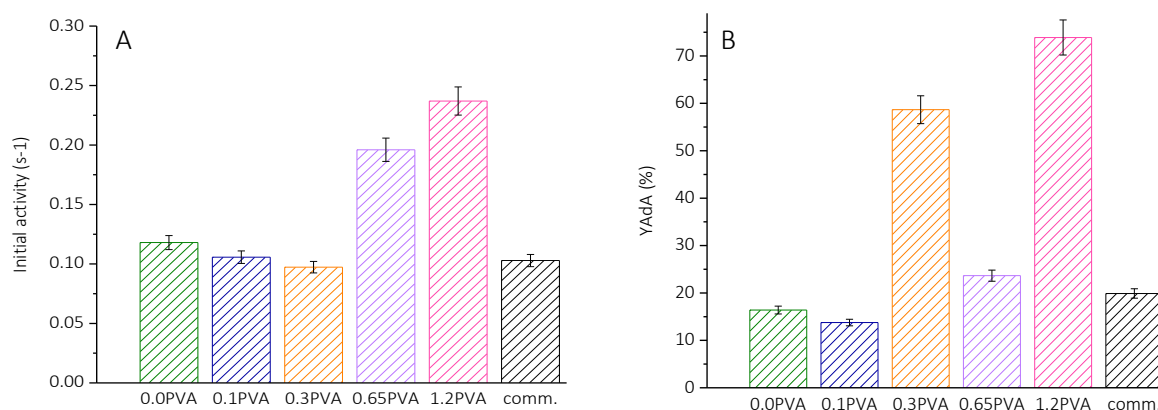 A
Initial activity (s-1)
0.30
0.25
0.20
0.15
0.10
0.05
0.00
0.0PVA 0.1PVA 0.3PVA 0.65PVA 1.2PVA comm.
B
YAdA (%)
70
60
50
40
30
20
10
0
0.0PVA 0.1PVA 0.3PVA 0.65PVA 1.2PVA comm.